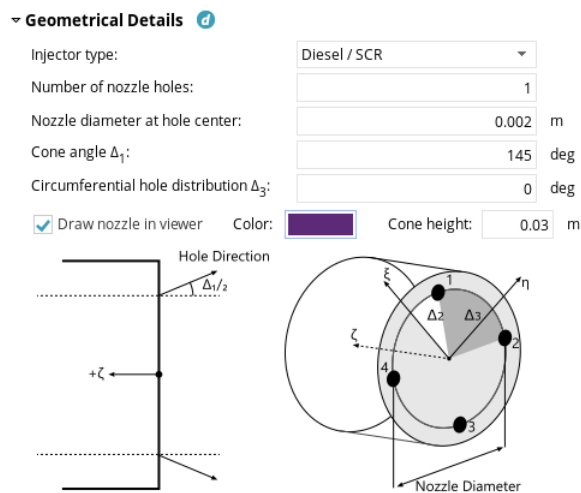 Geometrical Details d
Injector type: Diesel / SCR
Number of nozzle holes: 1
Nozzle diameter at hole center: 0.002 m
Cone angle Δ₁: 145 deg
Circumferential hole distribution Δ₃: 0 deg
Draw nozzle in viewer Color: Cone height: 0.03 m
Hole Direction
Δ₁/₂
+ζ
ξ
1
η
Δ₂
Δ₃
ζ
2
4
3
Nozzle Diameter